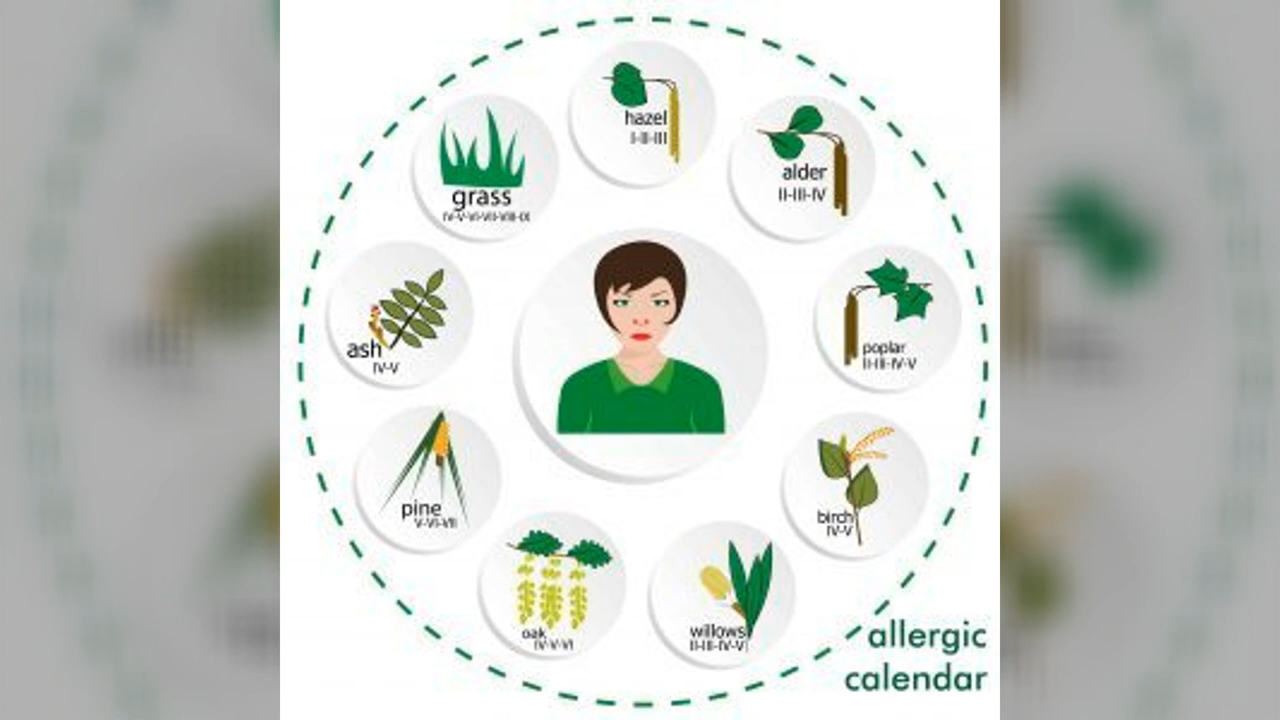 hazel
I-II-III
alder
II-III-IV
poplar
II-III-IV-V
birch
IV-V
willows
II-III-IV-V
oak
IV-V-VI
pine
V-VI-VII
ash
IV-V
grass
IV-V-VI-VII-VIII-IX
allergic
calendar